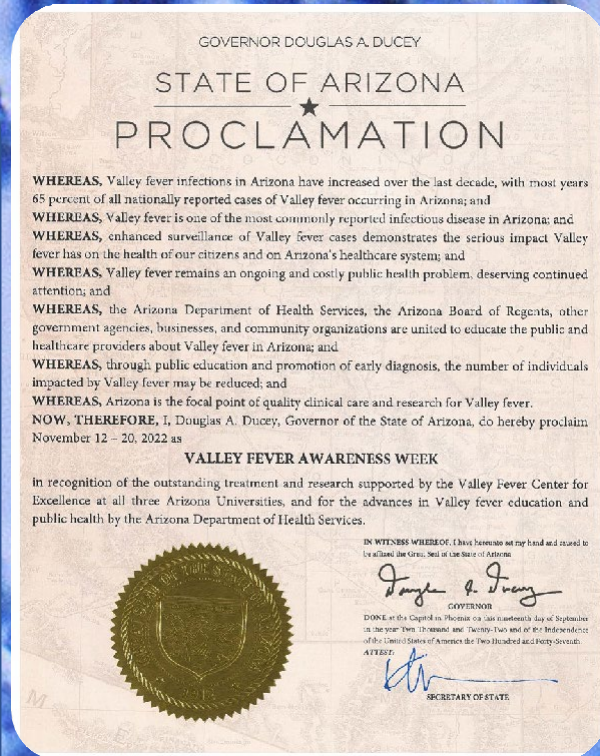 GOVERNOR DOUGLAS A. DUCEY
STATE OF ARIZONA
PROCLAMATION
WHEREAS, Valley fever infections in Arizona have increased over the last decade, with most years
65 percent of all nationally reported cases of Valley fever occurring in Arizona; and
WHEREAS, Valley fever is one of the most commonly reported infectious disease in Arizona; and
WHEREAS, enhanced surveillance of Valley fever cases demonstrates the serious impact Valley
fever has on the health of our citizens and on Arizona's healthcare system; and
WHEREAS, Valley fever remains an ongoing and costly public health problem, deserving continued
attention; and
WHEREAS, the Arizona Department of Health Services, the Arizona Board of Regents, other
government agencies, businesses, and community organizations are united to educate the public and
healthcare providers about Valley fever in Arizona; and
WHEREAS, through public education and promotion of early diagnosis, the number of individuals
impacted by Valley fever may be reduced; and
WHEREAS, Arizona is the focal point of quality clinical care and research for Valley fever.
NOW, THEREFORE, I, Douglas A. Ducey, Governor of the State of Arizona, do hereby proclaim
November 12 – 20, 2022 as
VALLEY FEVER AWARENESS WEEK
in recognition of the outstanding treatment and research supported by the Valley Fever Center for
Excellence at all three Arizona Universities, and for the advances in Valley fever education and
public health by the Arizona Department of Health Services.
IN WITNESS WHEREOF, I have hereunto set my hand and caused to
be affixed the Great Seal of the State of Arizona
GOVERNOR
DONE at the Capitol in Phoenix on this nineteenth day of September
in the year Two Thousand and Twenty-Two and of the Independence
of the United States of America the Two Hundred and Forty-Seventh.
ATTEST:
SECRETARY OF STATE